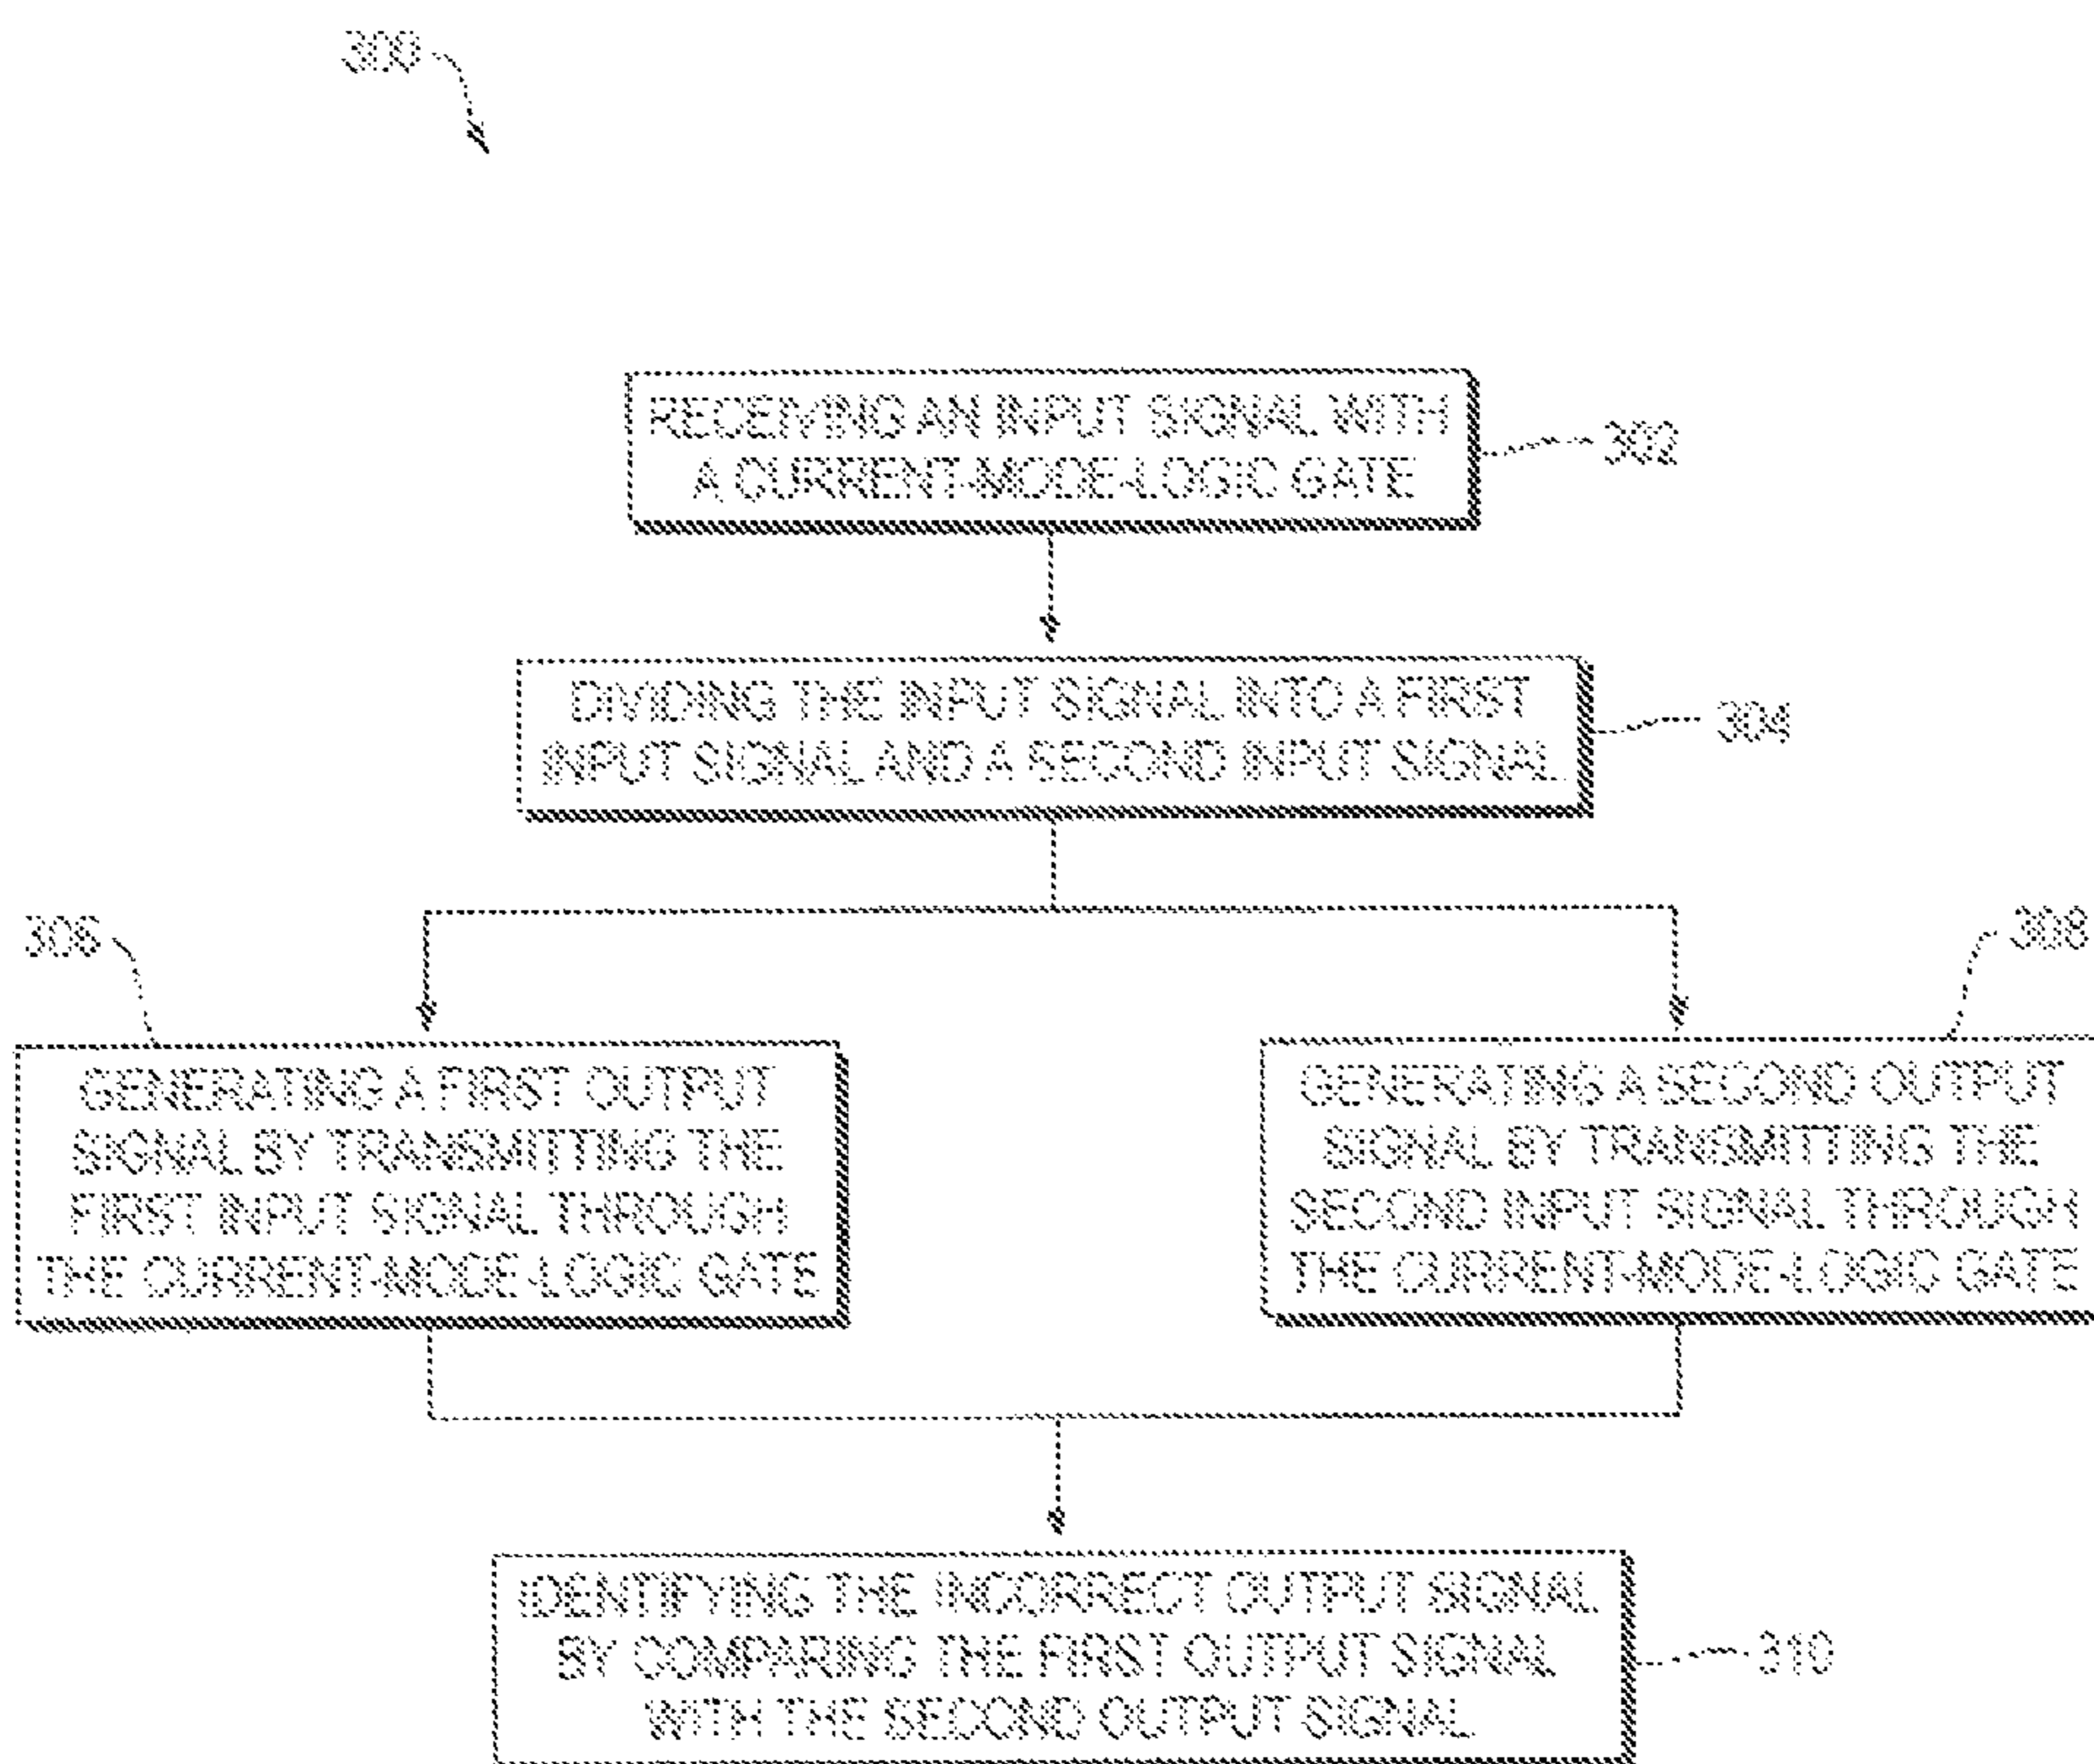 300
RECEIVING AN INPUT SIGNAL WITH
A CURRENT-MODE-LOGIC GATE
302
DIVIDING THE INPUT SIGNAL INTO A FIRST
INPUT SIGNAL AND A SECOND INPUT SIGNAL
304
306
GENERATING A FIRST OUTPUT
SIGNAL BY TRANSMITTING THE
FIRST INPUT SIGNAL THROUGH
THE CURRENT-MODE-LOGIC GATE
308
GENERATING A SECOND OUTPUT
SIGNAL BY TRANSMITTING THE
SECOND INPUT SIGNAL THROUGH
THE CURRENT-MODE-LOGIC GATE
IDENTIFYING THE INCORRECT OUTPUT SIGNAL
BY COMPARING THE FIRST OUTPUT SIGNAL
WITH THE SECOND OUTPUT SIGNAL
310